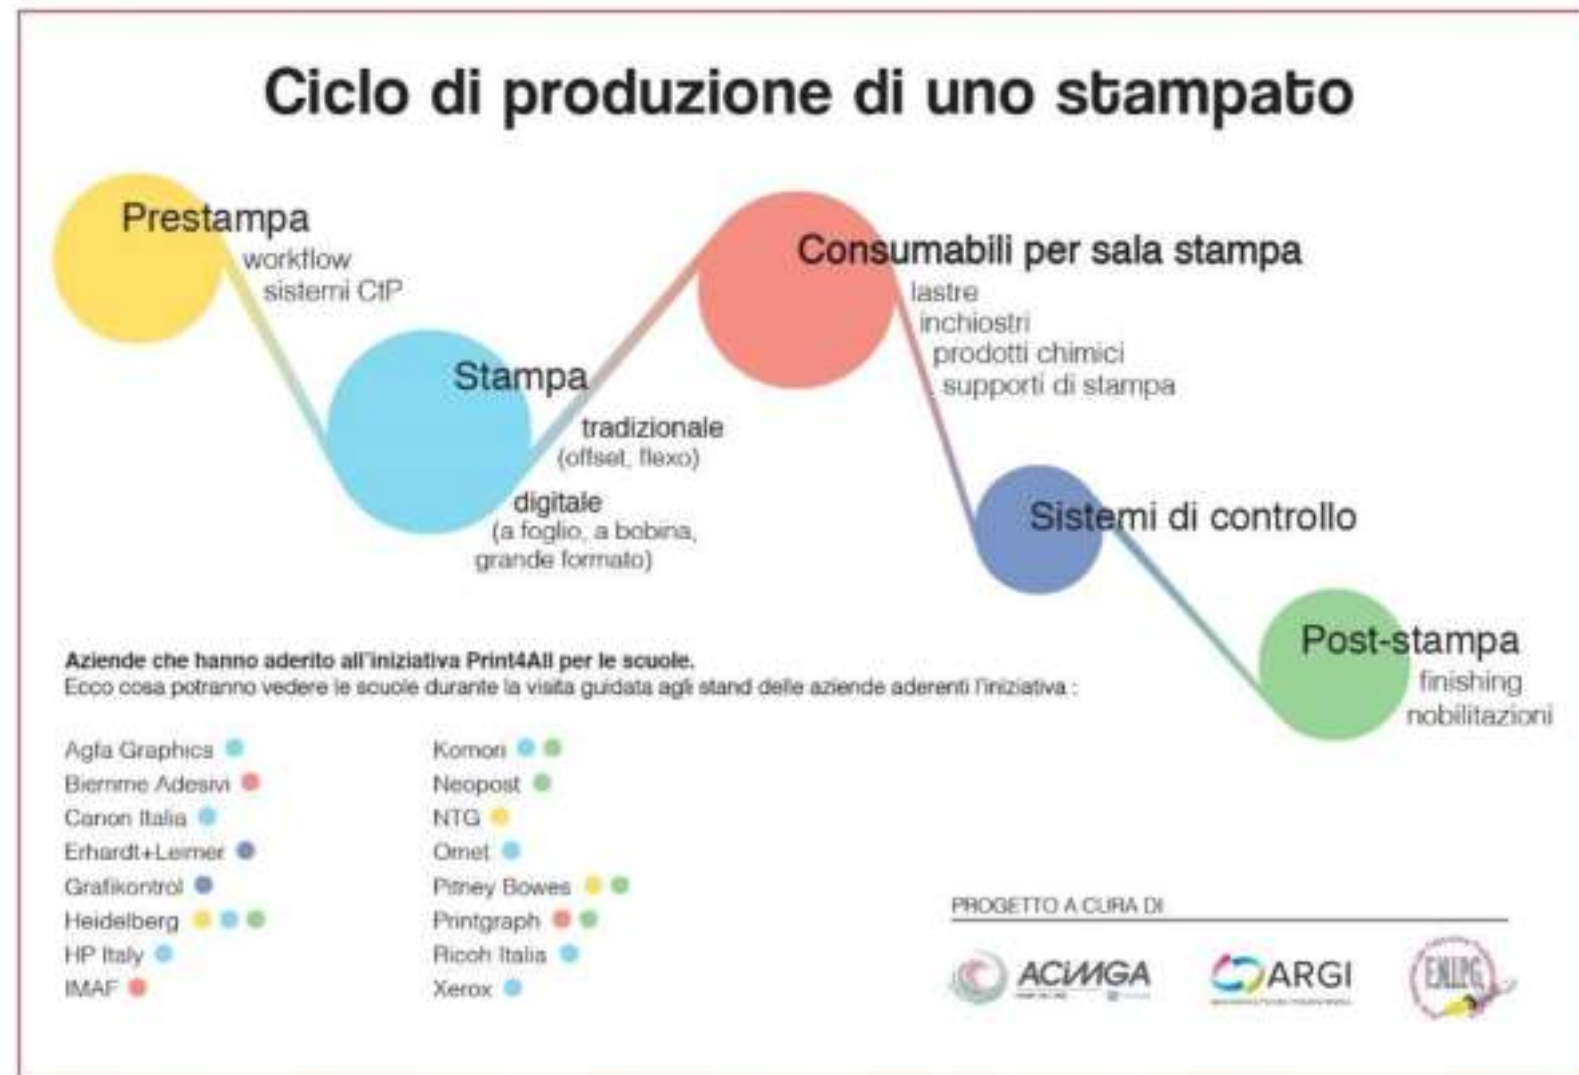 Ciclo di produzione di uno stampato
Prestampa
workflow
sistemi CtP
Stampa
tradizionale
(offset, flexo)
digitale
(a foglio, a bobina,
grande formato)
Consumabili per sala stampa
lastre
inchiostri
prodotti chimici
supporti di stampa
Sistemi di controllo
Post-stampa
finishing
nobilitazioni
Aziende che hanno aderito all'iniziativa Print4All per le scuole.
Ecco cosa potranno vedere le scuole durante la visita guidata agli stand delle aziende aderenti l'iniziativa :
Agfa Graphics
Biemme Adesivi
Canon Italia
Erhardt+Leimer
Grafikontrol
Heidelberg
HP Italy
IMAF
Komori
Neopost
NTG
Omet
Pitney Bowes
Printgraph
Ricoh Italia
Xerox
PROGETTO A CURA DI
ACIMGA
ARGI
ENIPG